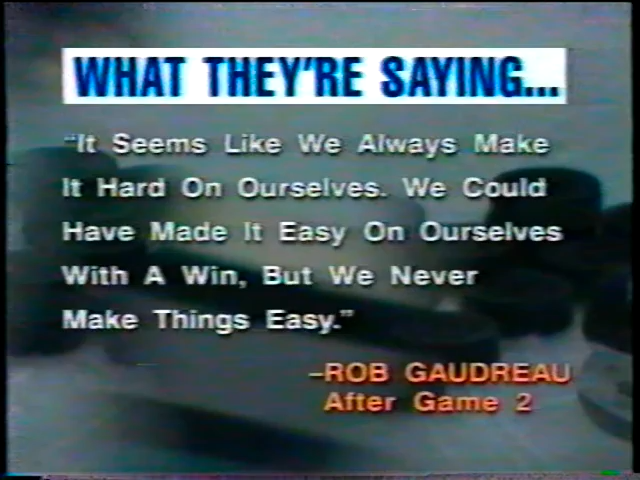 WHAT THEY'RE SAYING...
"It Seems Like We Always Make
It Hard On Ourselves. We Could
Have Made It Easy On Ourselves
With A Win, But We Never
Make Things Easy."
–ROB GAUDREAU
After Game 2